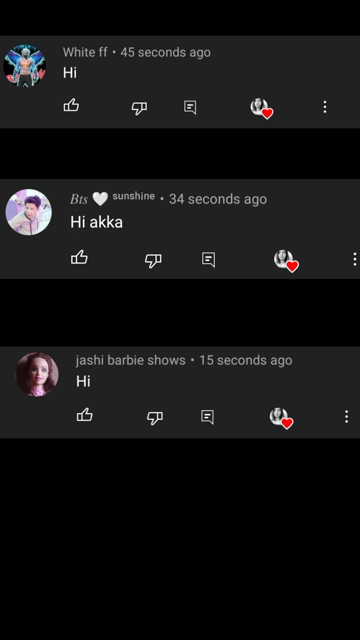 White ff • 45 seconds ago
Hi
Bts 🤍 sunshine • 34 seconds ago
Hi akka
jashi barbie shows • 15 seconds ago
Hi